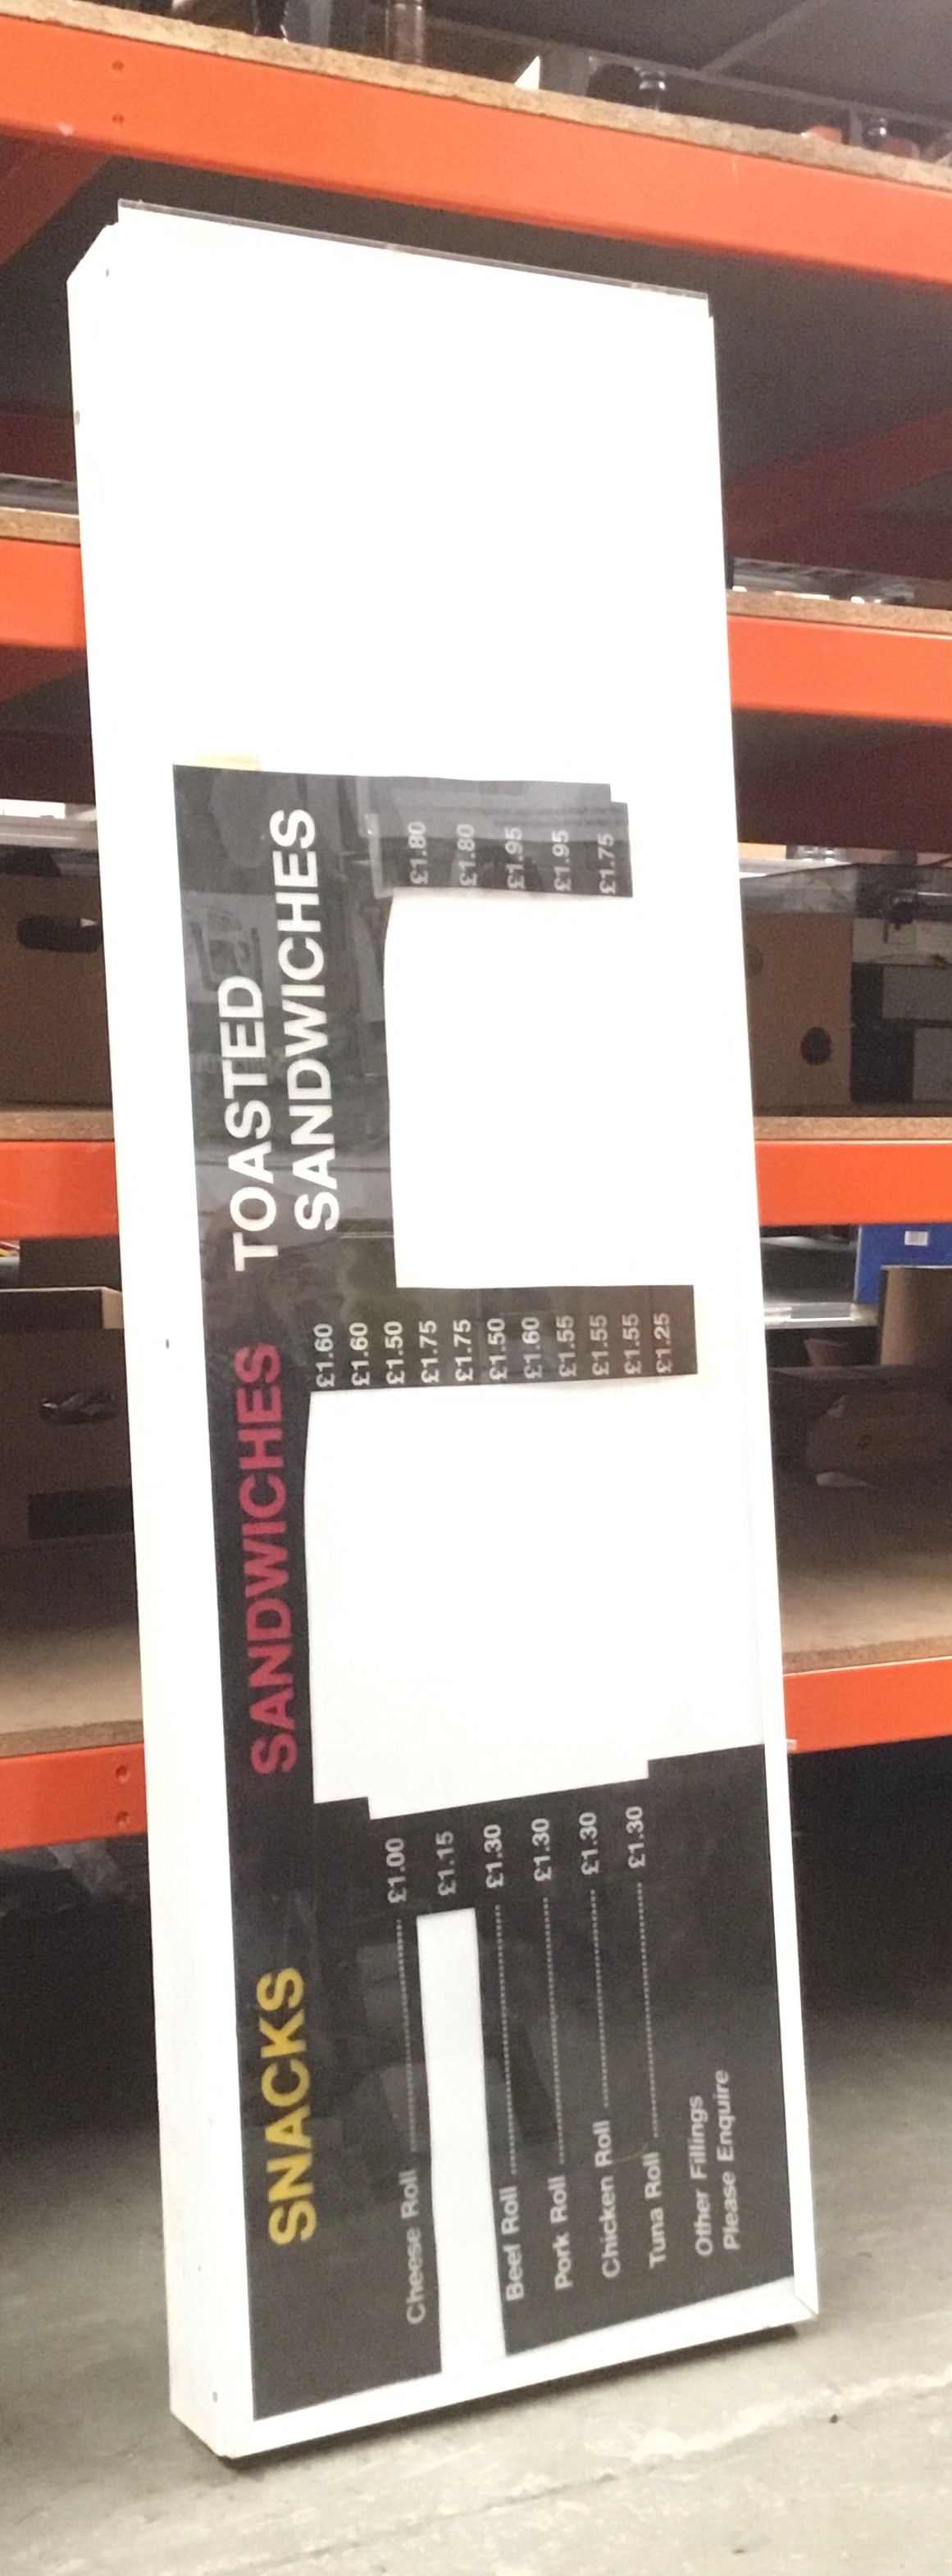 SNACKS
Cheese Roll £1.00
£1.15
Beef Roll £1.30
Pork Roll £1.30
Chicken Roll £1.30
Tuna Roll £1.30
Other Fillings
Please Enquire
SANDWICHES
£1.60
£1.60
£1.50
£1.75
£1.75
£1.50
£1.60
£1.55
£1.55
£1.55
£1.25
TOASTED
SANDWICHES
£1.80
£1.80
£1.95
£1.95
£1.75